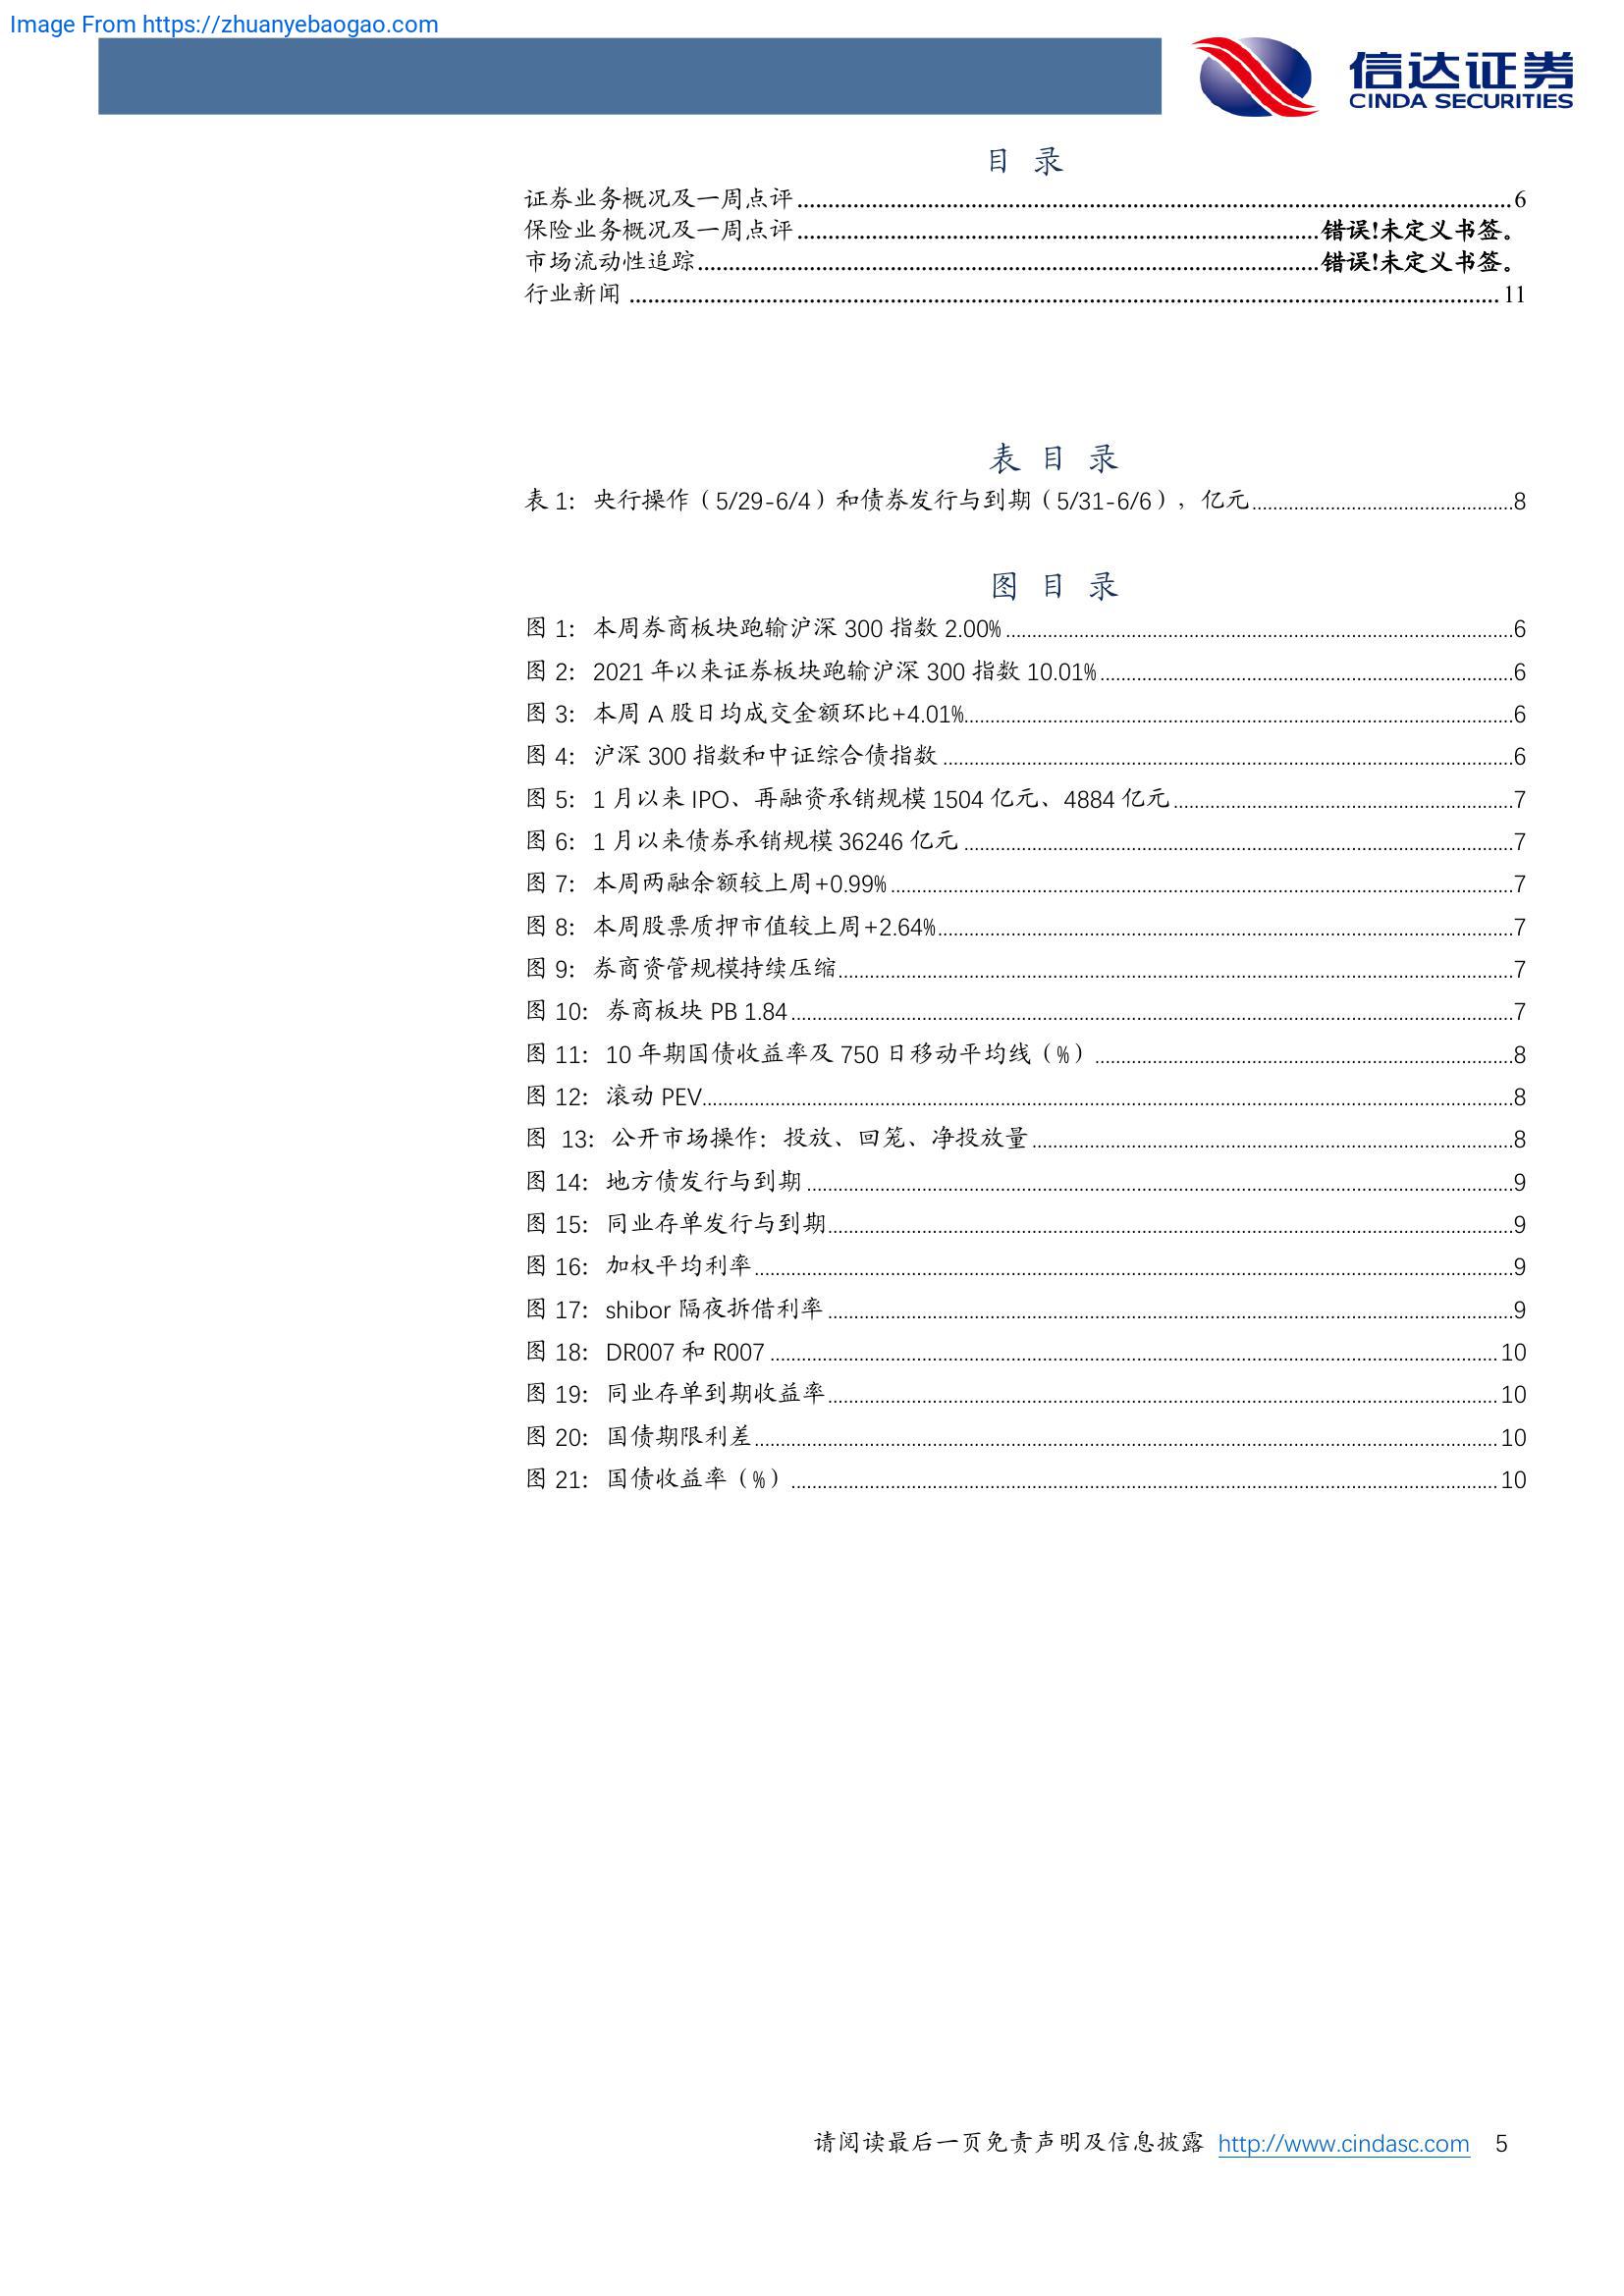 Image From https://zhuanyebaogao.com
信达证券
CINDA SECURITIES
目 录
证券业务概况及一周点评 6
保险业务概况及一周点评 错误!未定义书签。
市场流动性追踪 错误!未定义书签。
行业新闻 11
表 目 录
表 1：央行操作（5/29-6/4）和债券发行与到期（5/31-6/6），亿元 8
图 目 录
图 1：本周券商板块跑输沪深 300 指数 2.00% 6
图 2：2021 年以来证券板块跑输沪深 300 指数 10.01% 6
图 3：本周 A 股日均成交金额环比+4.01% 6
图 4：沪深 300 指数和中证综合债指数 6
图 5：1 月以来 IPO、再融资承销规模 1504 亿元、4884 亿元 7
图 6：1 月以来债券承销规模 36246 亿元 7
图 7：本周两融余额较上周+0.99% 7
图 8：本周股票质押市值较上周+2.64% 7
图 9：券商资管规模持续压缩 7
图 10：券商板块 PB 1.84 7
图 11：10 年期国债收益率及 750 日移动平均线（%） 8
图 12：滚动 PEV 8
图 13：公开市场操作：投放、回笼、净投放量 8
图 14：地方债发行与到期 9
图 15：同业存单发行与到期 9
图 16：加权平均利率 9
图 17：shibor 隔夜拆借利率 9
图 18：DR007 和 R007 10
图 19：同业存单到期收益率 10
图 20：国债期限利差 10
图 21：国债收益率（%） 10
请阅读最后一页免责声明及信息披露 http://www.cindasc.com 5